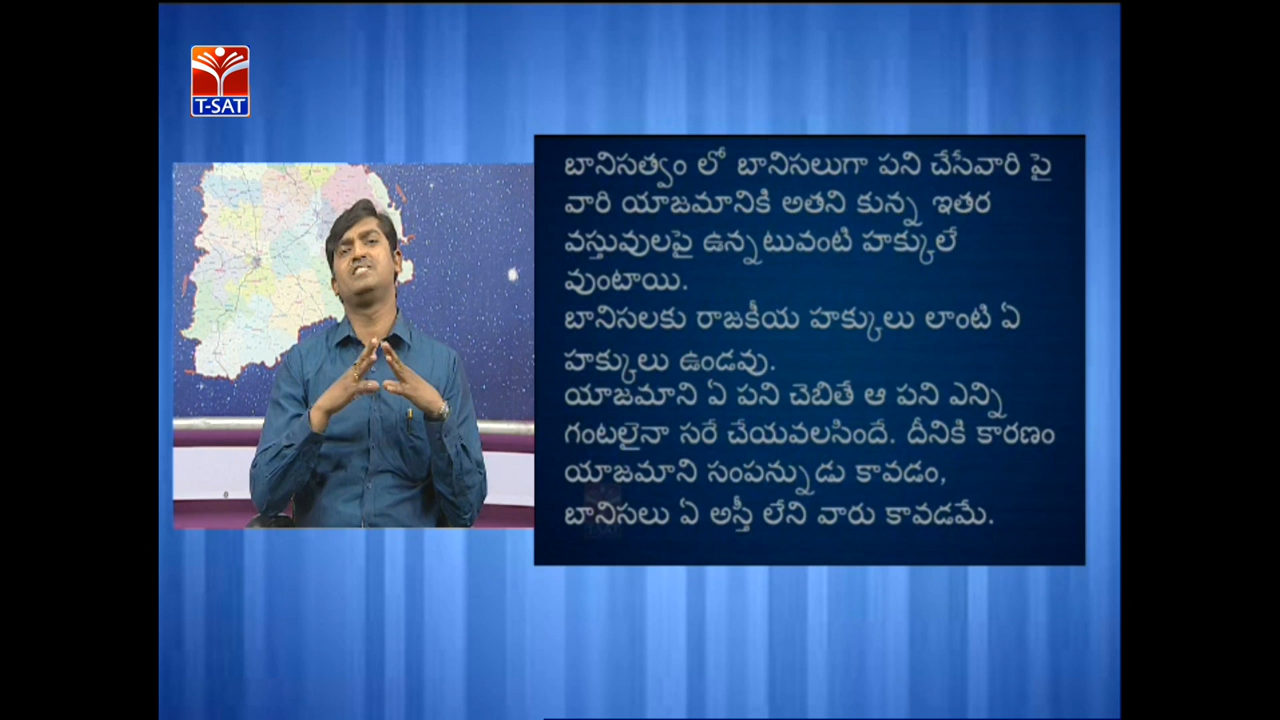 T-SAT
బానిసత్వం లో బానిసలుగా పని చేసేవారి పై
వారి యాజమానికి అతని కున్న ఇతర
వస్తువులపై ఉన్నటువంటి హక్కులే
వుంటాయి.
బానిసలకు రాజకీయ హక్కులు లాంటి ఏ
హక్కులు ఉండవు.
యాజమాని ఏ పని చెబితే ఆ పని ఎన్ని
గంటలైనా సరే చేయవలసిందే. దీనికి కారణం
యాజమాని సంపన్నుడు కావడం,
బానిసలు ఏ అస్తీ లేని వారు కావడమే.